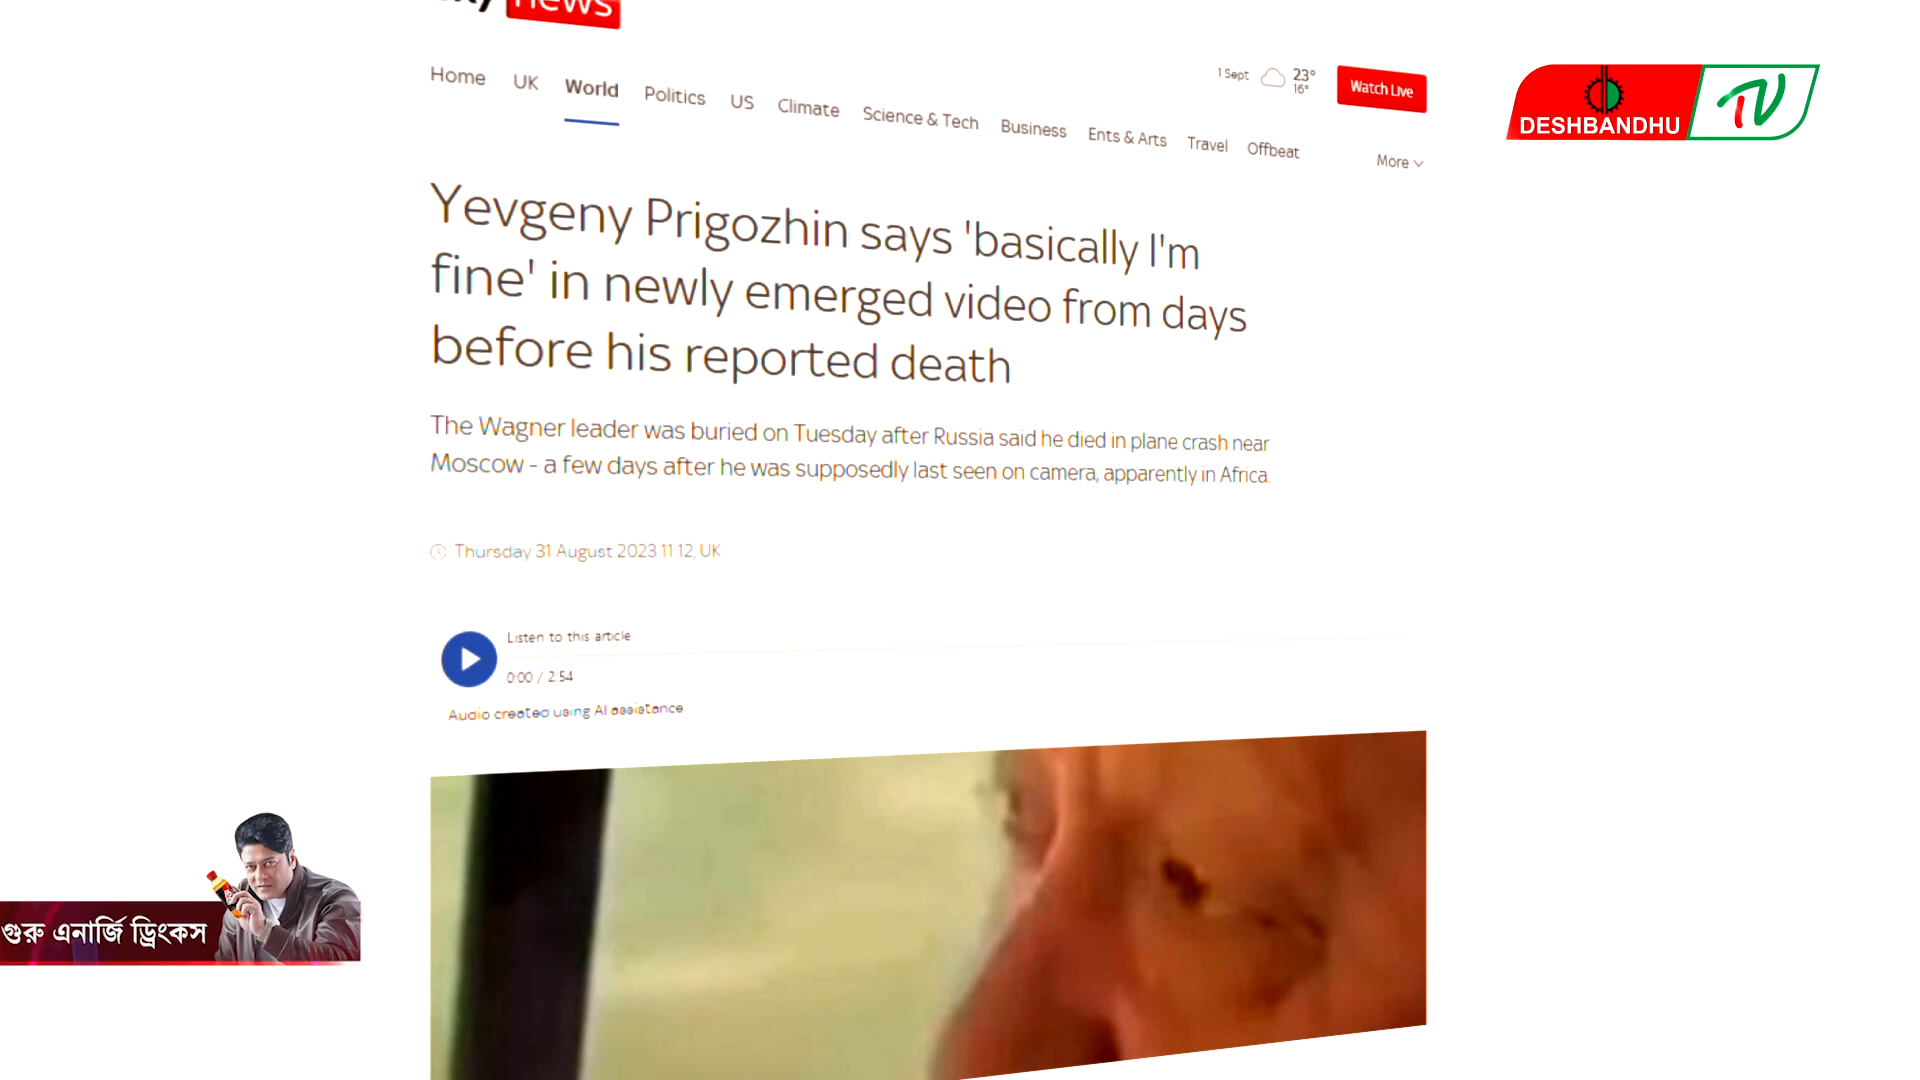 news
1 Sept 23°
16°
Watch Live
Home UK World Politics US Climate Science & Tech Business Ents & Arts Travel Offbeat More
DESHBANDHU TV
Yevgeny Prigozhin says 'basically I'm
fine' in newly emerged video from days
before his reported death
The Wagner leader was buried on Tuesday after Russia said he died in plane crash near
Moscow - a few days after he was supposedly last seen on camera, apparently in Africa.
Thursday 31 August 2023 11:12, UK
Listen to this article
0:00 / 2:54
Audio created using AI assistance
গুরু এনার্জি ড্রিংকস